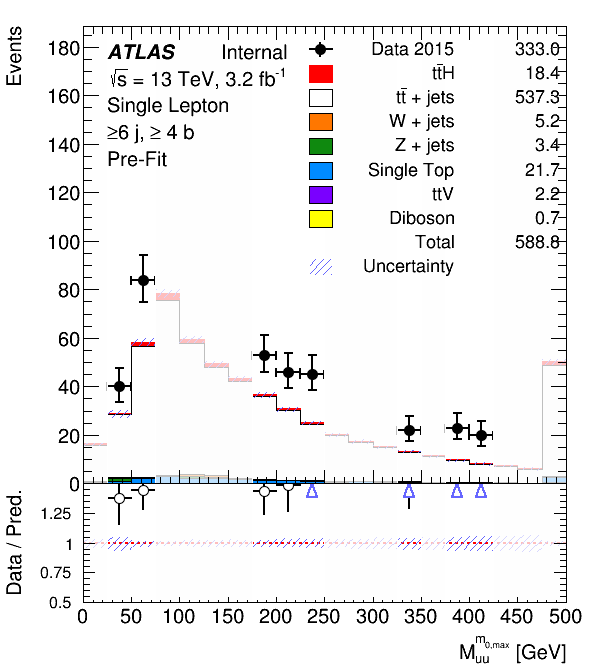 Events
ATLAS Internal
√s = 13 TeV, 3.2 fb⁻¹
Single Lepton
≥6 j, ≥ 4 b
Pre-Fit
Data 2015 333.0
tt̄H 18.4
tt̄ + jets 537.3
W + jets 5.2
Z + jets 3.4
Single Top 21.7
ttV 2.2
Diboson 0.7
Total 588.8
Uncertainty
180
160
140
120
100
80
60
40
20
0
Data / Pred.
1.25
1
0.75
0.5
0 50 100 150 200 250 300 350 400 450 500
M_{uu}^{m_{0,max}} [GeV]